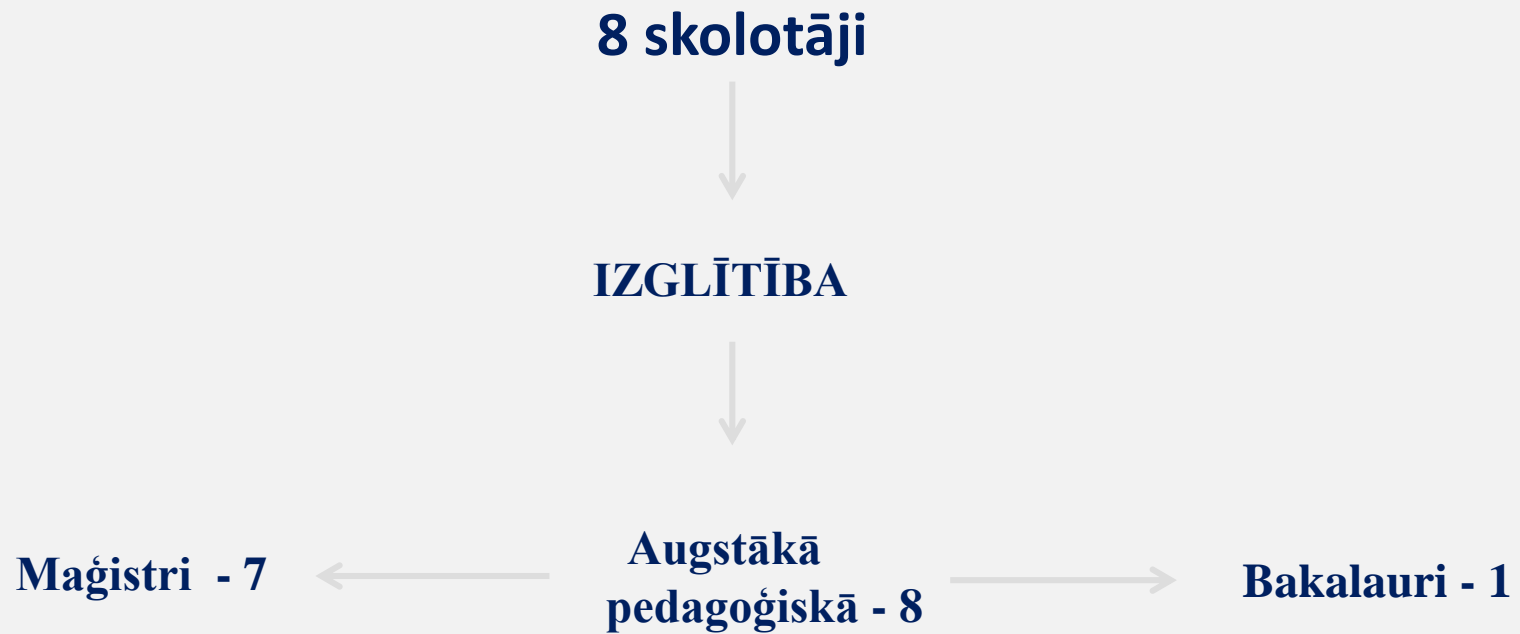 8 skolotāji
IZGLĪTĪBA
Maģistri - 7
Augstākā
pedagoģiskā - 8
Bakalauri - 1